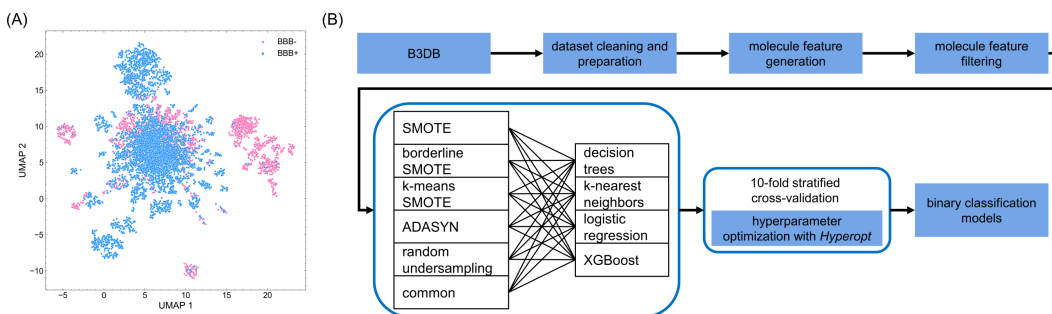 (A)
BBB-
BBB+
20
15
10
5
0
−5
−10
−5
0
5
10
15
20
UMAP 2
UMAP 1
(B)
B3DB
dataset cleaning and
preparation
molecule feature
generation
molecule feature
filtering
SMOTE
borderline
SMOTE
k-means
SMOTE
ADASYN
random
undersampling
common
decision
trees
k-nearest
neighbors
logistic
regression
XGBoost
10-fold stratified
cross-validation
hyperparameter
optimization with Hyperopt
binary classification
models